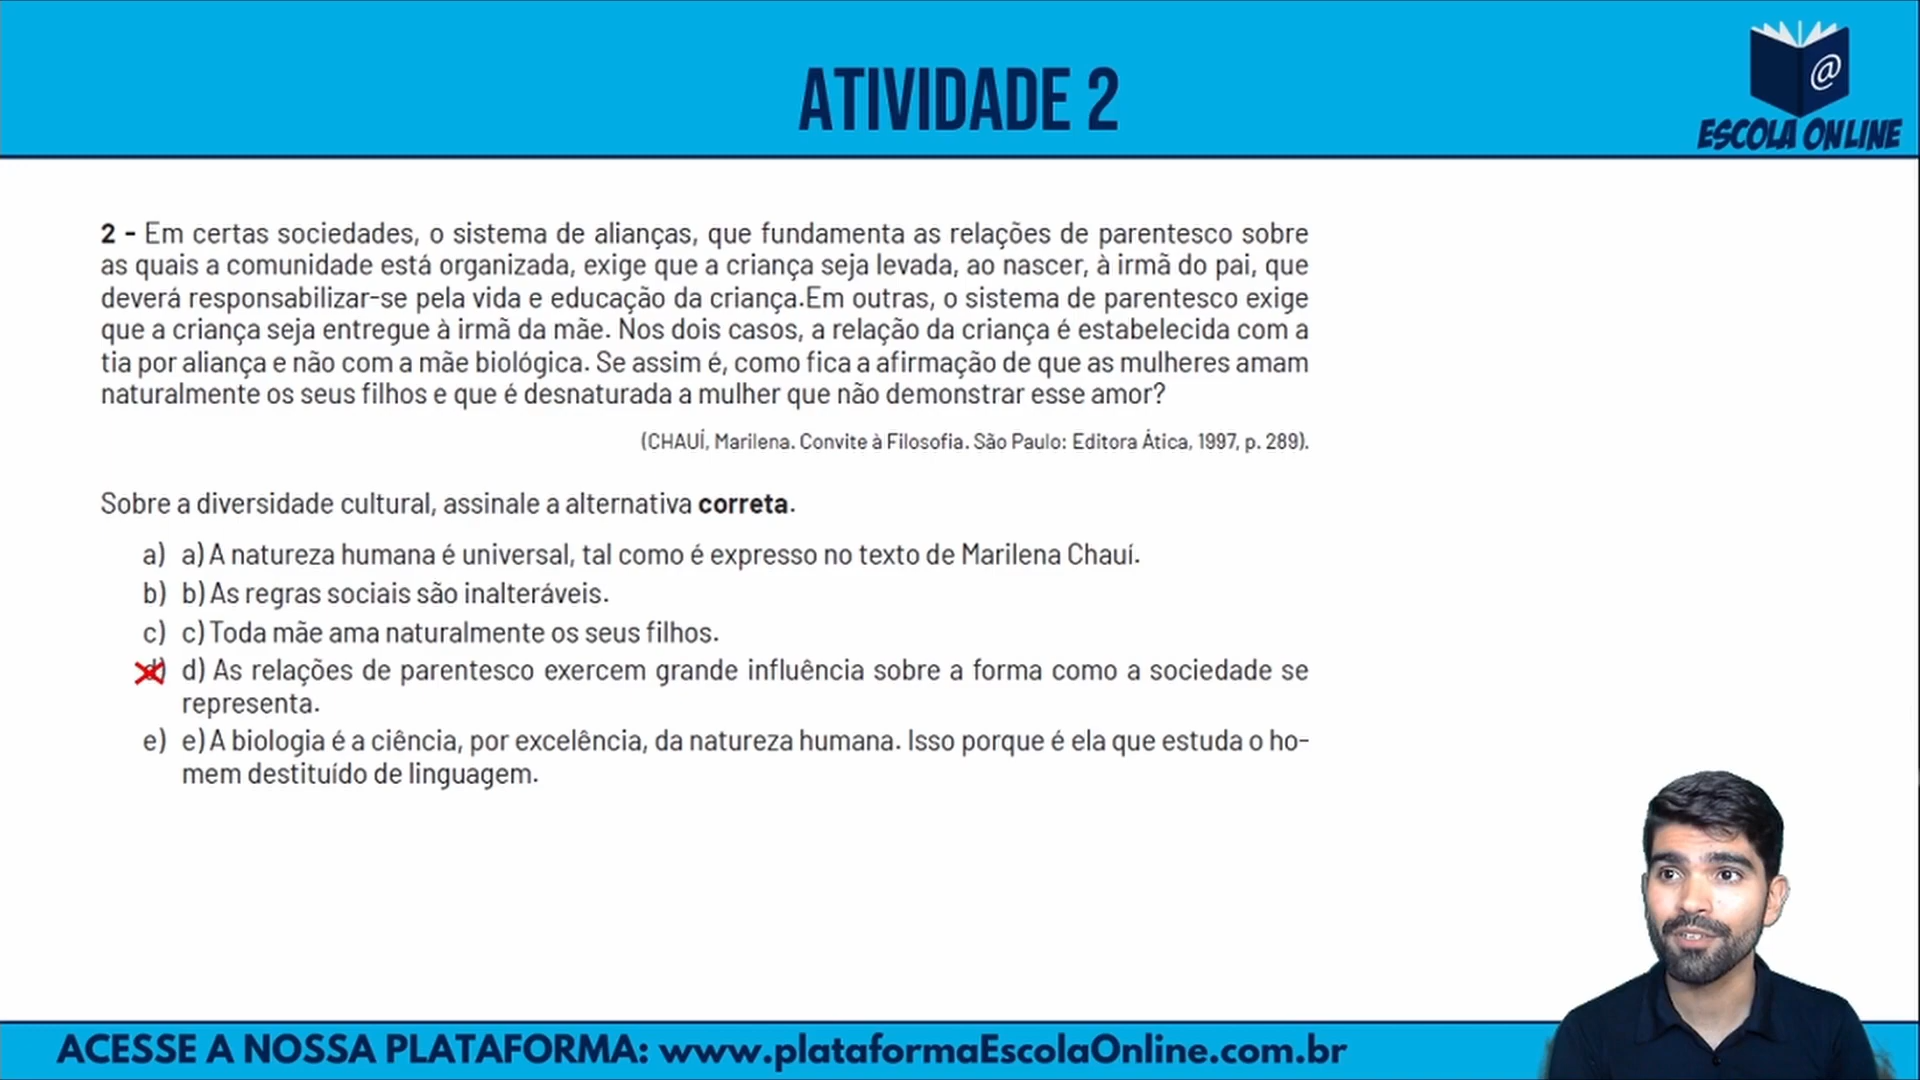 ATIVIDADE 2
@
ESCOLA ONLINE
2 - Em certas sociedades, o sistema de alianças, que fundamenta as relações de parentesco sobre
as quais a comunidade está organizada, exige que a criança seja levada, ao nascer, à irmã do pai, que
deverá responsabilizar-se pela vida e educação da criança.Em outras, o sistema de parentesco exige
que a criança seja entregue à irmã da mãe. Nos dois casos, a relação da criança é estabelecida com a
tia por aliança e não com a mãe biológica. Se assim é, como fica a afirmação de que as mulheres amam
naturalmente os seus filhos e que é desnaturada a mulher que não demonstrar esse amor?
(CHAUÍ, Marilena. Convite à Filosofia. São Paulo: Editora Ática, 1997, p. 289).
Sobre a diversidade cultural, assinale a alternativa correta.
a) a) A natureza humana é universal, tal como é expresso no texto de Marilena Chauí.
b) b) As regras sociais são inalteráveis.
c) c) Toda mãe ama naturalmente os seus filhos.
d) d) As relações de parentesco exercem grande influência sobre a forma como a sociedade se
representa.
e) e) A biologia é a ciência, por excelência, da natureza humana. Isso porque é ela que estuda o ho-
mem destituído de linguagem.
ACESSE A NOSSA PLATAFORMA: www.plataformaEscolaOnline.com.br